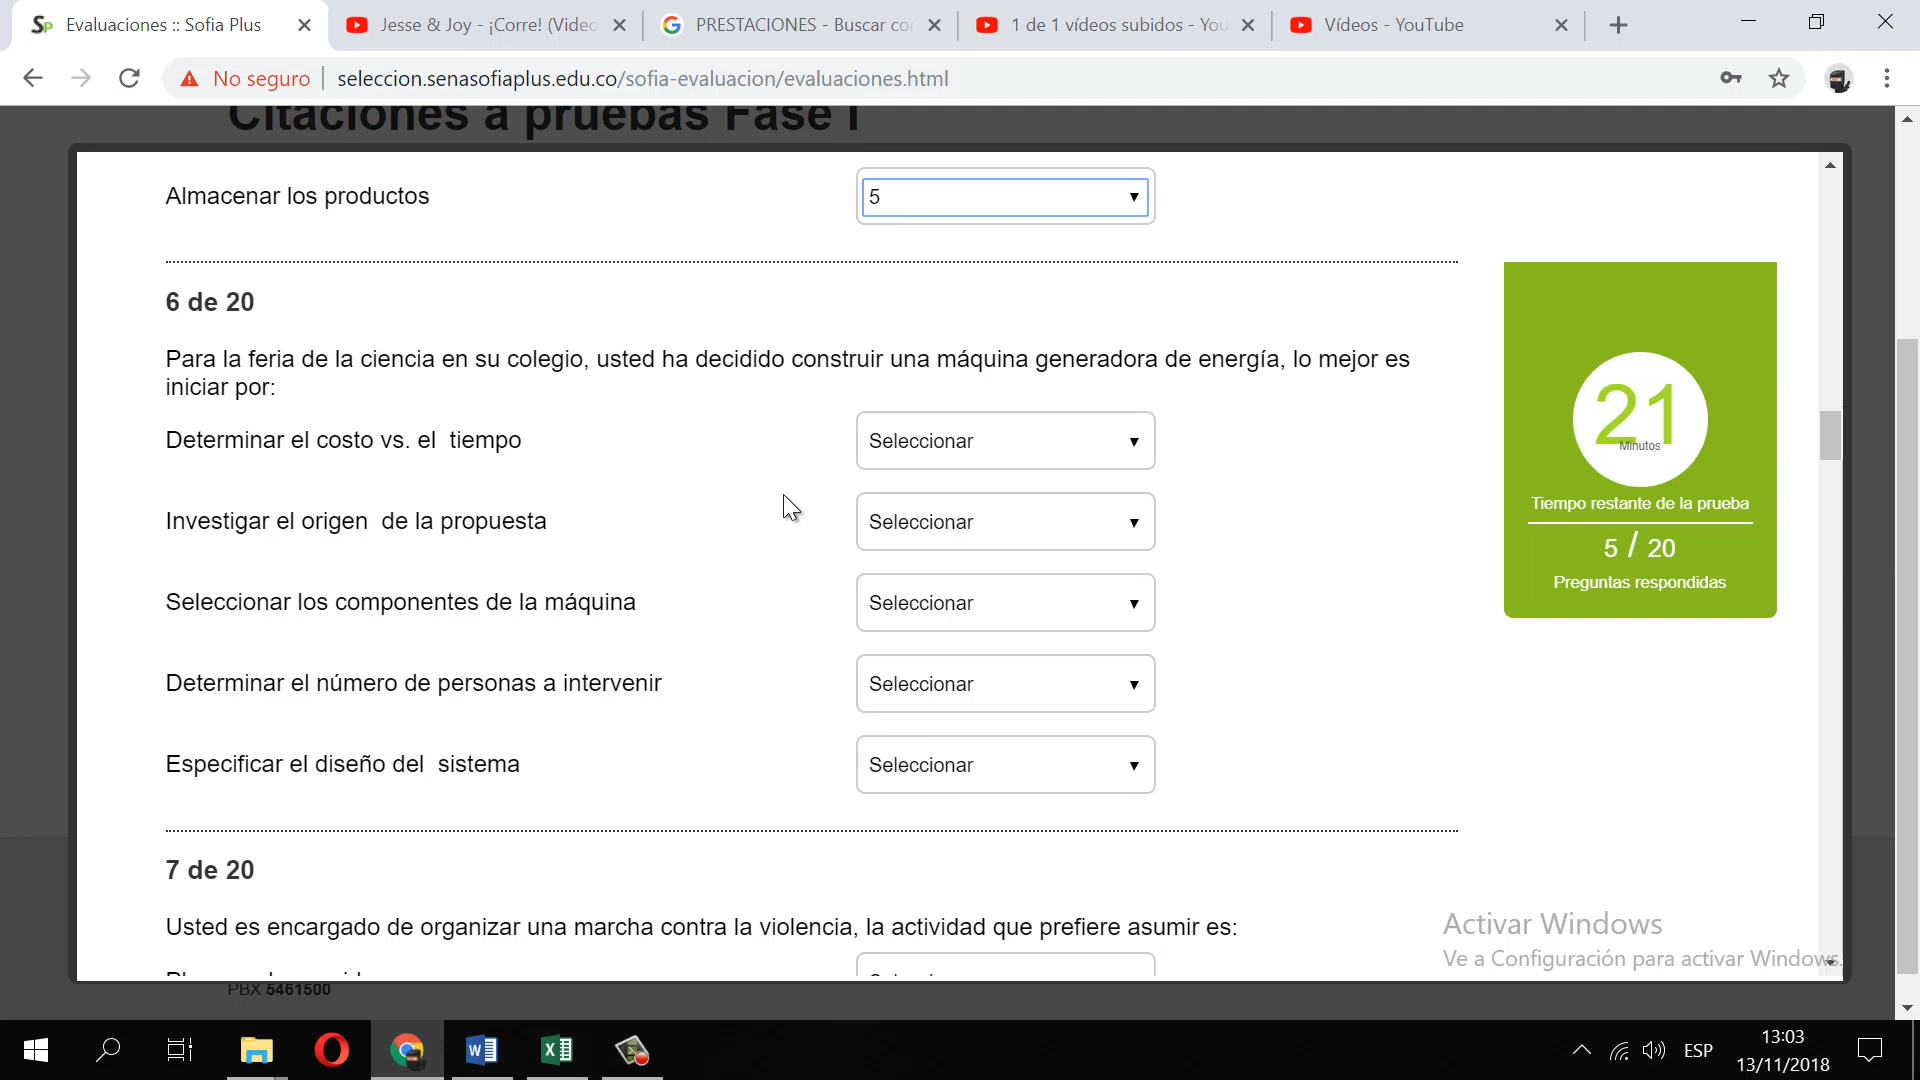 Evaluaciones :: Sofia Plus
Jesse & Joy - ¡Corre! (Video
PRESTACIONES - Buscar co
1 de 1 vídeos subidos - You
Vídeos - YouTube
No seguro
seleccion.senasofiaplus.edu.co/sofia-evaluacion/evaluaciones.html
Citaciones a pruebas Fase I
Almacenar los productos
5
6 de 20
Para la feria de la ciencia en su colegio, usted ha decidido construir una máquina generadora de energía, lo mejor es
iniciar por:
Determinar el costo vs. el tiempo
Seleccionar
Investigar el origen de la propuesta
Seleccionar
Seleccionar los componentes de la máquina
Seleccionar
Determinar el número de personas a intervenir
Seleccionar
Especificar el diseño del sistema
Seleccionar
21
Minutos
Tiempo restante de la prueba
5 / 20
Preguntas respondidas
7 de 20
Usted es encargado de organizar una marcha contra la violencia, la actividad que prefiere asumir es:
Activar Windows
Ve a Configuración para activar Windows.
PBX 5461500
ESP
13:03
13/11/2018